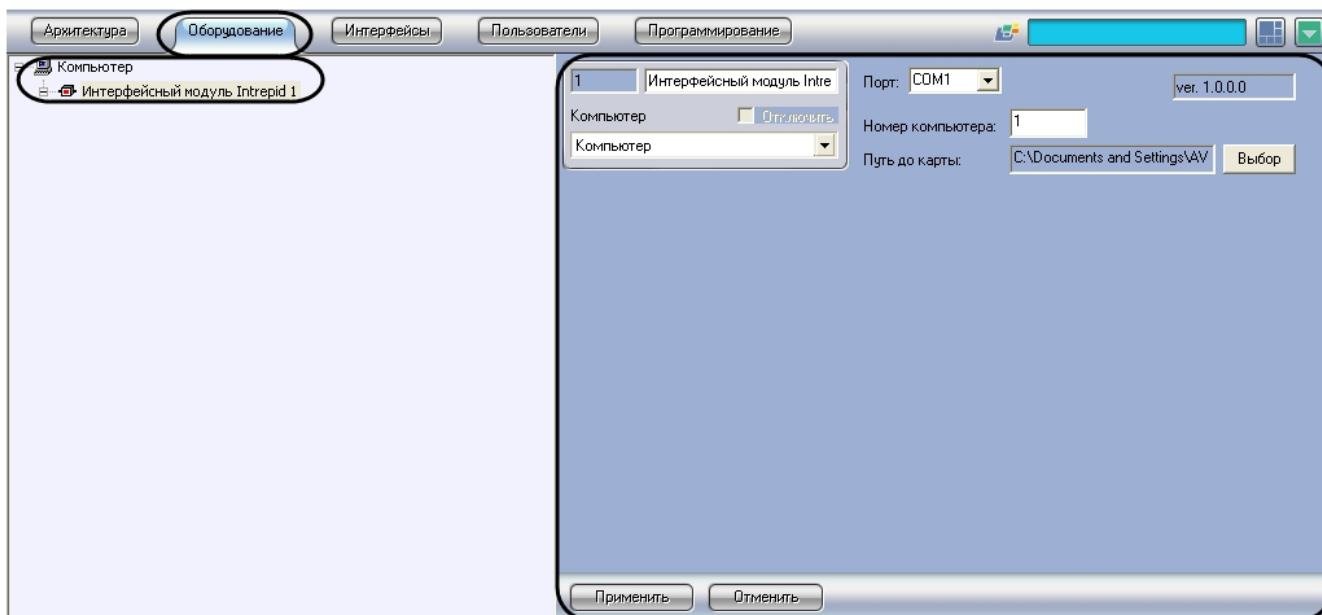 Архитектура Оборудование Интерфейсы Пользователи Программирование
Компьютер
Интерфейсный модуль Intrepid 1
1 Интерфейсный модуль Intre
Компьютер Отключить
Компьютер
Порт: COM1 ver. 1.0.0.0
Номер компьютера: 1
Путь до карты: C:\Documents and Settings\AV Выбор
Применить Отменить